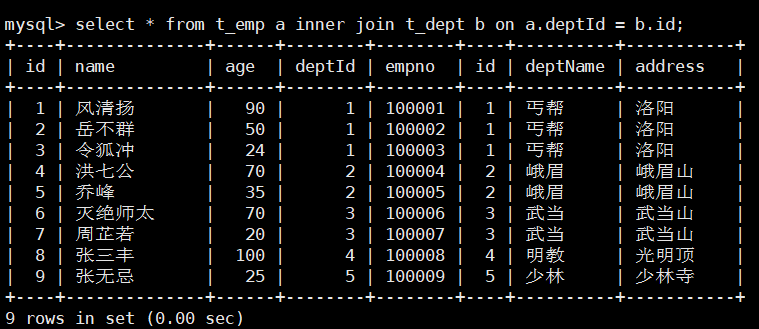 mysql> select * from t_emp a inner join t_dept b on a.deptId = b.id;
+----+--------------+------+--------+--------+----+----------+-----------+
| id | name         | age  | deptId | empno  | id | deptName | address   |
+----+--------------+------+--------+--------+----+----------+-----------+
|  1 | 风清扬       |   90 |      1 | 100001 |  1 | 丐帮     | 洛阳      |
|  2 | 岳不群       |   50 |      1 | 100002 |  1 | 丐帮     | 洛阳      |
|  3 | 令狐冲       |   24 |      1 | 100003 |  1 | 丐帮     | 洛阳      |
|  4 | 洪七公       |   70 |      2 | 100004 |  2 | 峨眉     | 峨眉山    |
|  5 | 乔峰         |   35 |      2 | 100005 |  2 | 峨眉     | 峨眉山    |
|  6 | 灭绝师太     |   70 |      3 | 100006 |  3 | 武当     | 武当山    |
|  7 | 周芷若       |   20 |      3 | 100007 |  3 | 武当     | 武当山    |
|  8 | 张三丰       |  100 |      4 | 100008 |  4 | 明教     | 光明顶    |
|  9 | 张无忌       |   25 |      5 | 100009 |  5 | 少林     | 少林寺    |
+----+--------------+------+--------+--------+----+----------+-----------+
9 rows in set (0.00 sec)